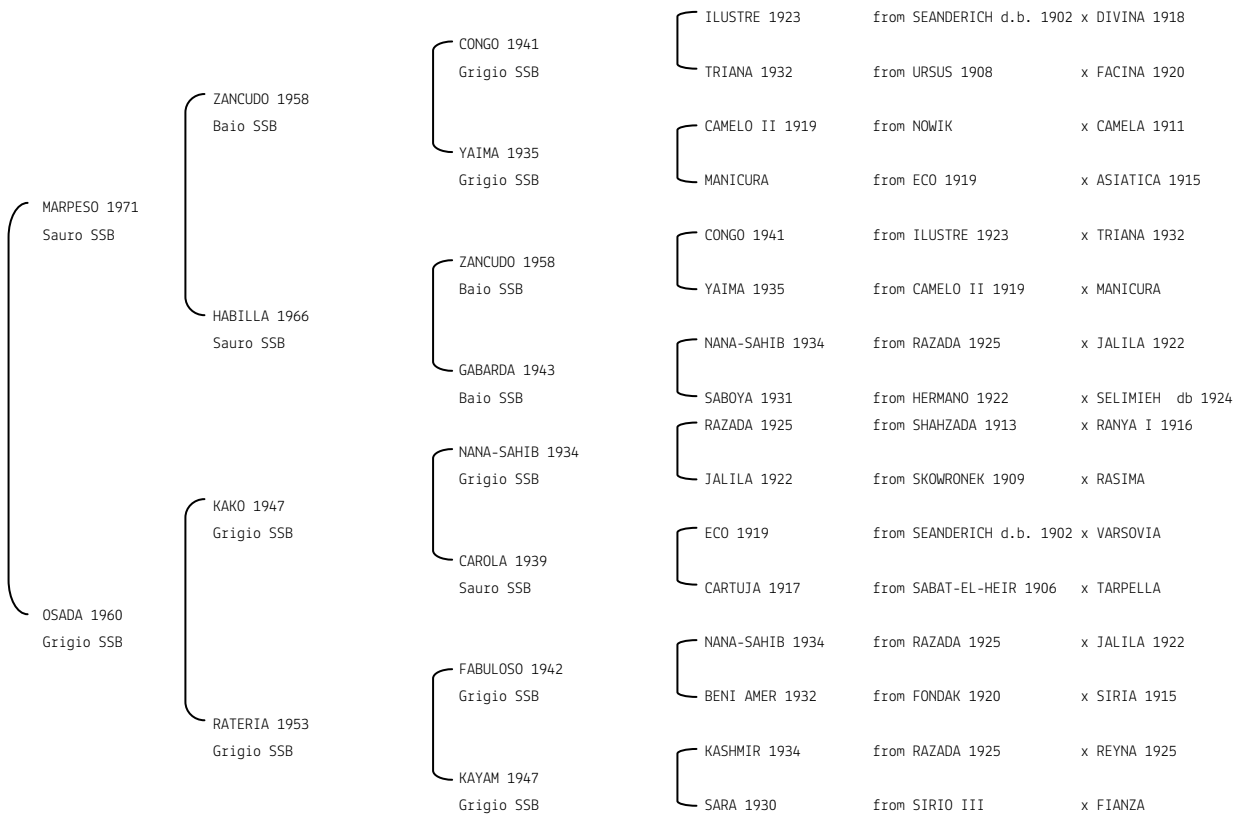 ILUSTRE 1923 from SEANDERICH d.b. 1902 x DIVINA 1918
CONGO 1941
Grigio SSB TRIANA 1932 from URSUS 1908 x FACINA 1920
ZANCUDO 1958
Baio SSB CAMELO II 1919 from NOWIK x CAMELA 1911
YAIMA 1935
Grigio SSB MANICURA from ECO 1919 x ASIATICA 1915
MARPESO 1971
Sauro SSB CONGO 1941 from ILUSTRE 1923 x TRIANA 1932
ZANCUDO 1958
Baio SSB YAIMA 1935 from CAMELO II 1919 x MANICURA
HABILLA 1966
Sauro SSB NANA-SAHIB 1934 from RAZADA 1925 x JALILA 1922
GABARDA 1943
Baio SSB SABOYA 1931 from HERMANO 1922 x SELIMIEH db 1924
RAZADA 1925 from SHAHZADA 1913 x RANYA I 1916
NANA-SAHIB 1934
Grigio SSB JALILA 1922 from SKOWRONEK 1909 x RASIMA
KAKO 1947
Grigio SSB ECO 1919 from SEANDERICH d.b. 1902 x VARSOVIA
CAROLA 1939
Sauro SSB CARTUJA 1917 from SABAT-EL-HEIR 1906 x TARPELLA
OSADA 1960
Grigio SSB NANA-SAHIB 1934 from RAZADA 1925 x JALILA 1922
FABULOSO 1942
Grigio SSB BENI AMER 1932 from FONDAK 1920 x SIRIA 1915
RATERIA 1953
Grigio SSB KASHMIR 1934 from RAZADA 1925 x REYNA 1925
KAYAM 1947
Grigio SSB SARA 1930 from SIRIO III x FIANZA